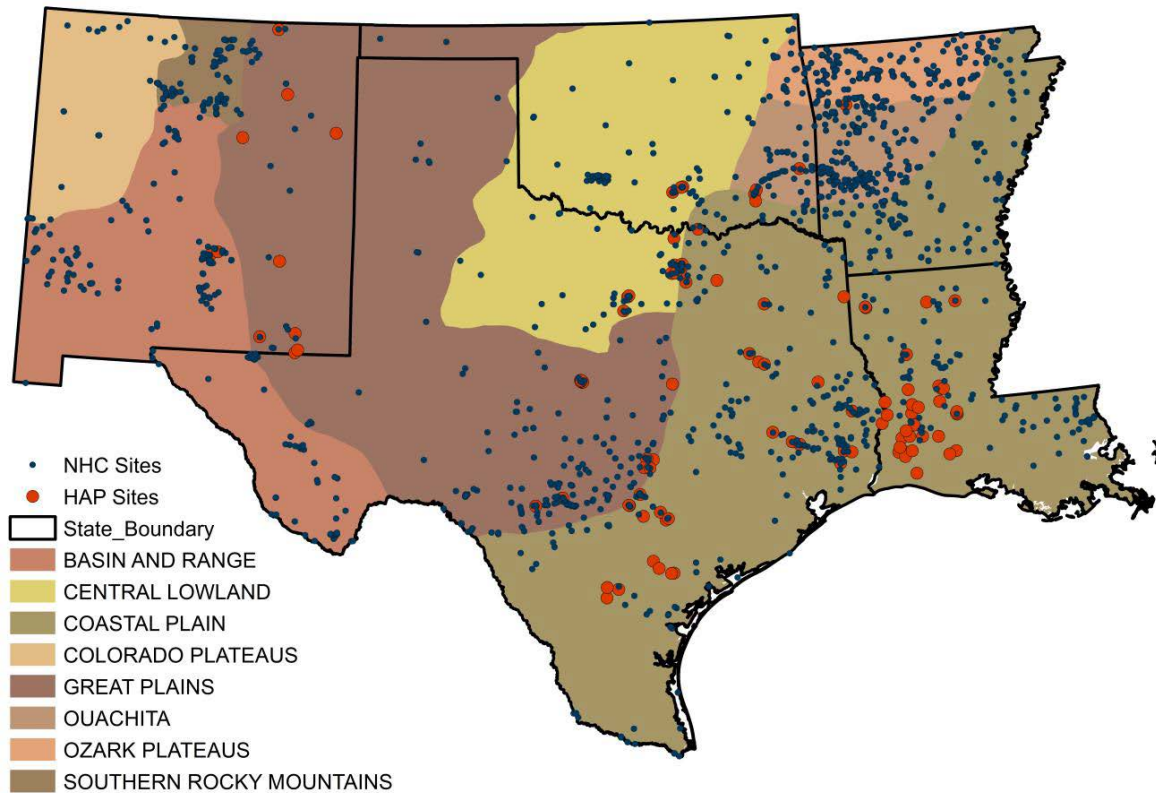 NHC Sites
HAP Sites
State_Boundary
BASIN AND RANGE
CENTRAL LOWLAND
COASTAL PLAIN
COLORADO PLATEAUS
GREAT PLAINS
OUACHITA
OZARK PLATEAUS
SOUTHERN ROCKY MOUNTAINS